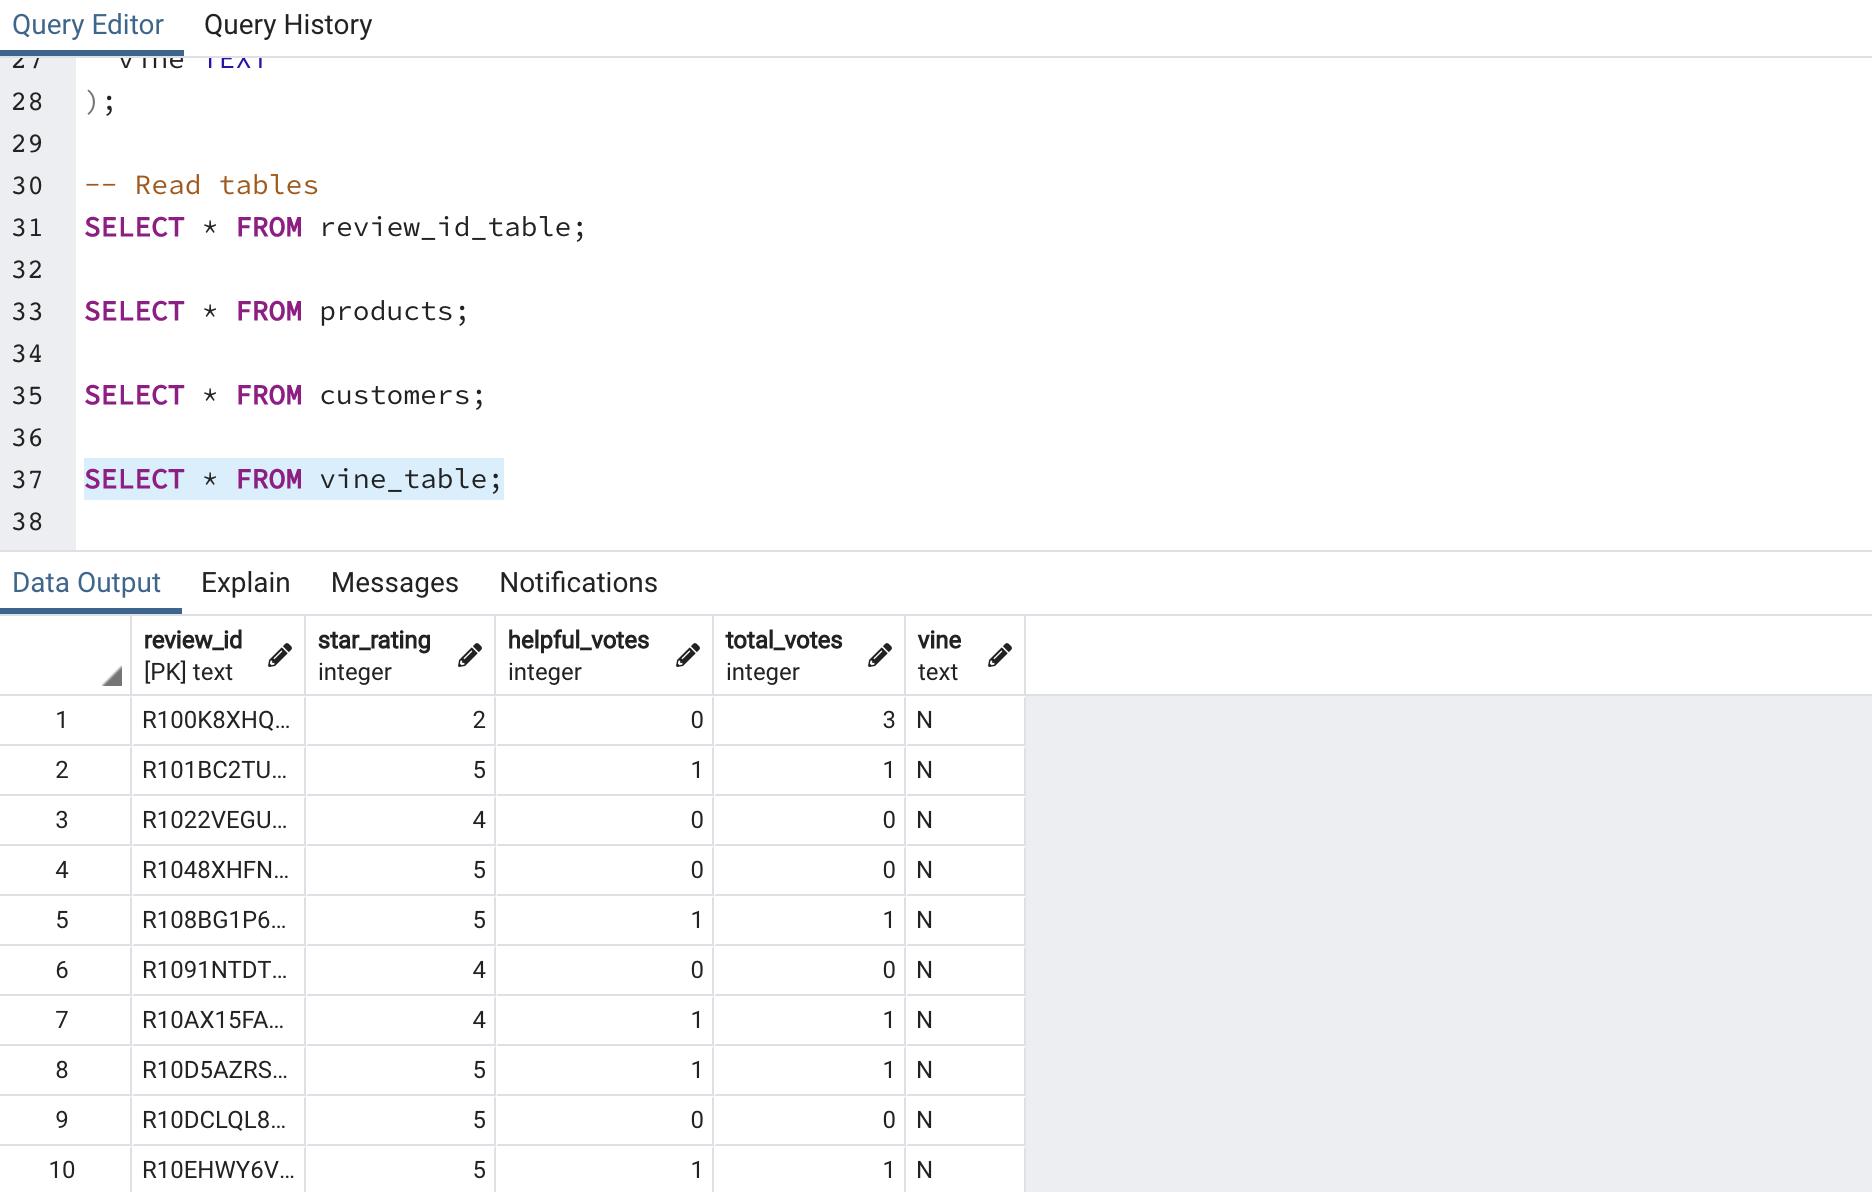 Query Editor Query History
27 vine TEXT
28 );
29
30 -- Read tables
31 SELECT * FROM review_id_table;
32
33 SELECT * FROM products;
34
35 SELECT * FROM customers;
36
37 SELECT * FROM vine_table;
38
Data Output Explain Messages Notifications
review_id star_rating helpful_votes total_votes vine
[PK] text integer integer integer text
1 R100K8XHQ... 2 0 3 N
2 R101BC2TU... 5 1 1 N
3 R1022VEGU... 4 0 0 N
4 R1048XHFN... 5 0 0 N
5 R108BG1P6... 5 1 1 N
6 R1091NTDT... 4 0 0 N
7 R10AX15FA... 4 1 1 N
8 R10D5AZRS... 5 1 1 N
9 R10DCLQL8... 5 0 0 N
10 R10EHWY6V... 5 1 1 N